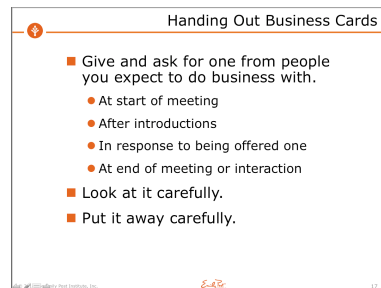 Handing Out Business Cards
Give and ask for one from people
you expect to do business with.
At start of meeting
After introductions
In response to being offered one
At end of meeting or interaction
Look at it carefully.
Put it away carefully.
Post Institute, Inc.
17